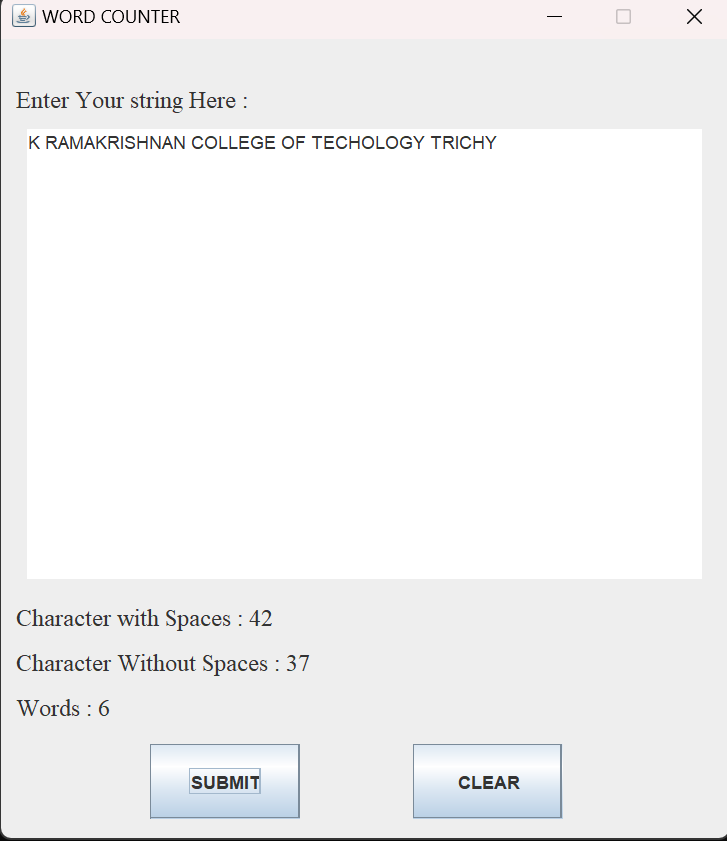 WORD COUNTER
Enter Your string Here :
K RAMAKRISHNAN COLLEGE OF TECHOLOGY TRICHY
Character with Spaces : 42
Character Without Spaces : 37
Words : 6
SUBMIT CLEAR